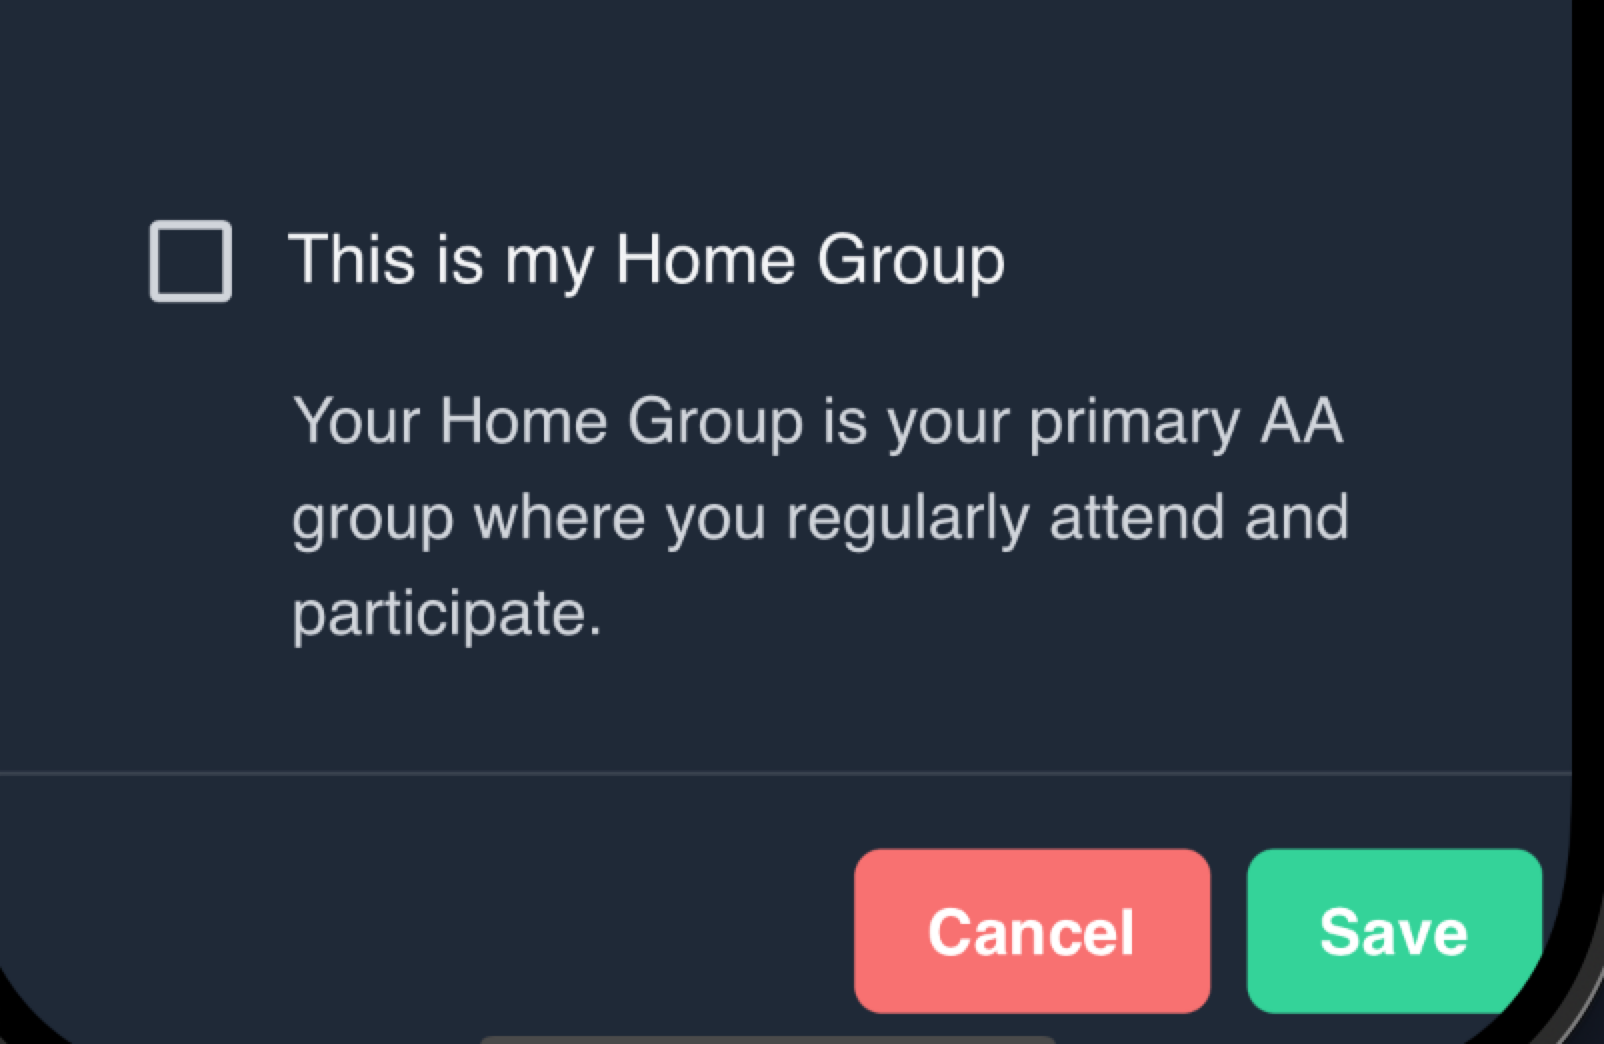 This is my Home Group
Your Home Group is your primary AA
group where you regularly attend and
participate.
Cancel
Save